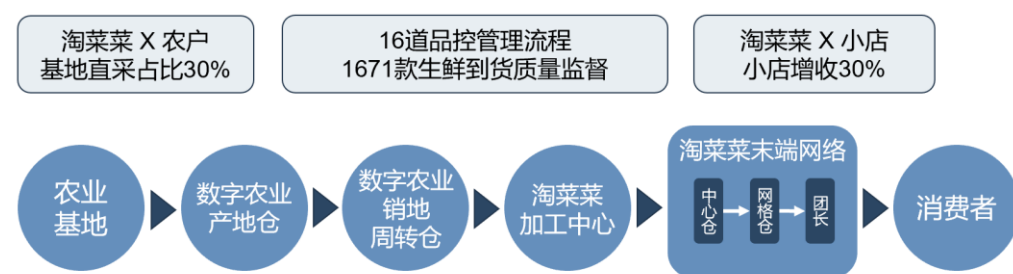 淘菜菜 X 农户
基地直采占比30%
16道品控管理流程
1671款生鲜到货质量监督
淘菜菜 X 小店
小店增收30%
农业
基地
数字农业
产地仓
数字农业
销地
周转仓
淘菜菜
加工中心
淘菜菜末端网络
中心仓
网格仓
团长
消费者